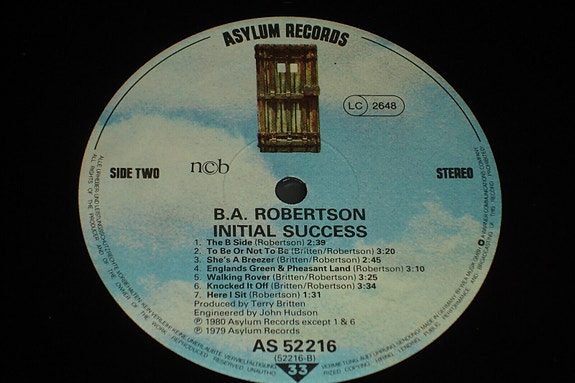 ASYLUM RECORDS
LC 2648
SIDE TWO
ncb
STEREO
B.A. ROBERTSON
INITIAL SUCCESS
1. The B Side (Robertson) 2:39
2. To Be Or Not To Be (Britten/Robertson) 3:20
3. She's A Breezer (Britten/Robertson) 2:45
4. Englands Green & Pheasant Land (Robertson) 3:10
5. Walking Rover (Britten/Robertson) 3:25
6. Knocked It Off (Britten/Robertson) 3:34
7. Here I Sit (Robertson) 1:31
Produced by Terry Britten
Engineered by John Hudson
℗ 1980 Asylum Records except 1 & 6
℗ 1979 Asylum Records
AS 52216
(52216-B)
33